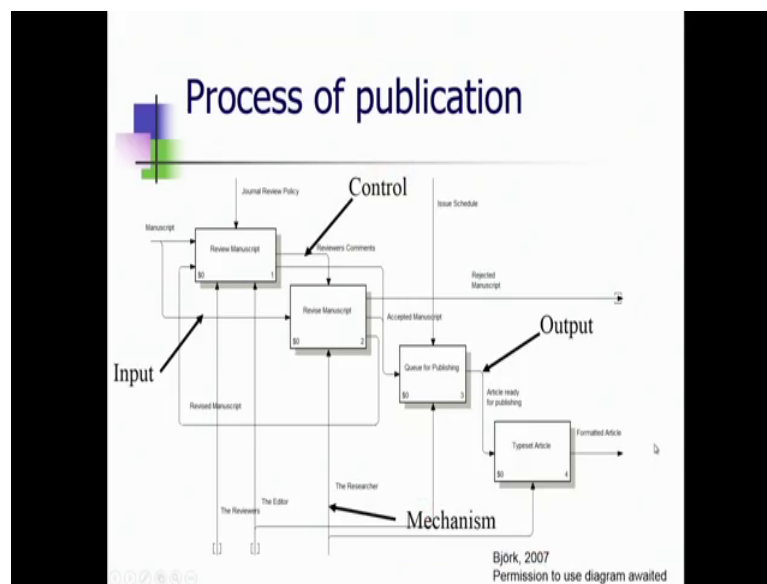 Process of publication
Control
Journal Review Policy
Issue Schedule
Manuscript
Review Manuscript
Reviewers Comments
$0 1
Rejected
Manuscript
Revise Manuscript
Accepted Manuscript
$0 2
Output
Input
Queue for Publishing
$0 3
Article ready
for publishing
Revised Manuscript
Formatted Article
Typeset Article
$0 4
The Researcher
The Editor
The Reviewers
Mechanism
Björk, 2007
Permission to use diagram awaited